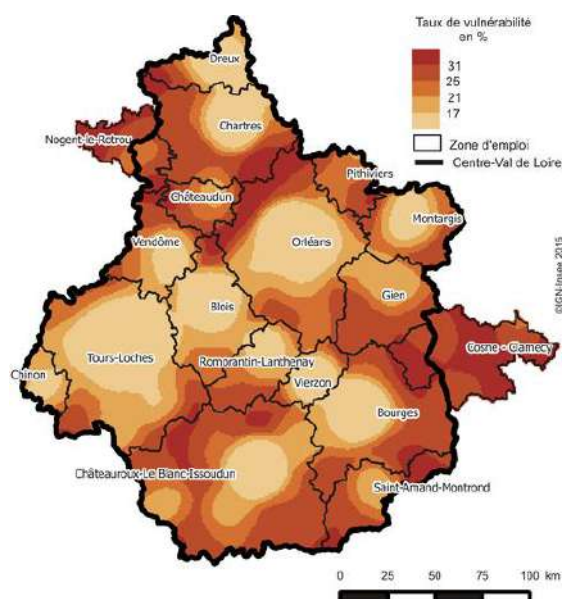 Taux de vulnérabilité
en %
31
25
21
17
Zone d'emploi
Centre-Val de Loire
Dreux
Chartres
Nogent-le-Rotrou
Pithiviers
Châteaudun
Montargis
Vendôme
Orléans
Gien
Blois
Cosne - Clamecy
Tours-Loches
Romorantin-Lanthenay
Chinon
Vierzon
Bourges
Châteauroux-Le Blanc-Issoudun
Saint-Amand-Montrond
©IGN-Insee 2015
0 25 50 75 100 km